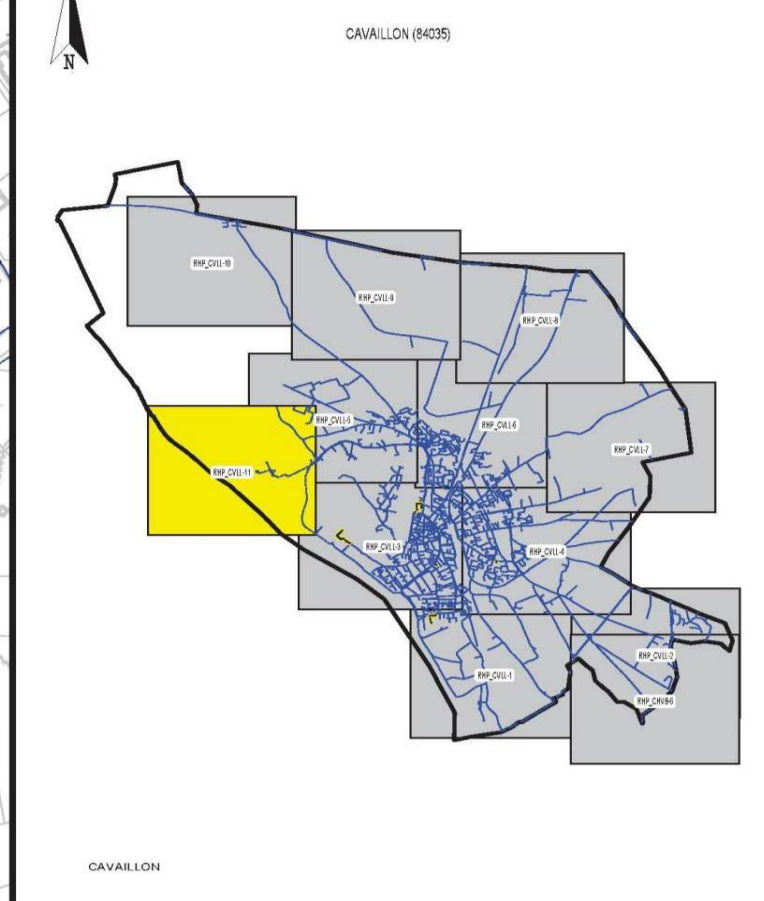 CAVAILLON (84035)
N
RHP_CVLL-10
RHP_CVLL-9
RHP_CVLL-8
RHP_CVLL-5
RHP_CVLL-6
RHP_CVLL-7
RHP_CVLL-11
RHP_CVLL-3
RHP_CVLL-4
RHP_CVLL-2
RHP_CVLL-1
RHP_CHVB-6
CAVAILLON